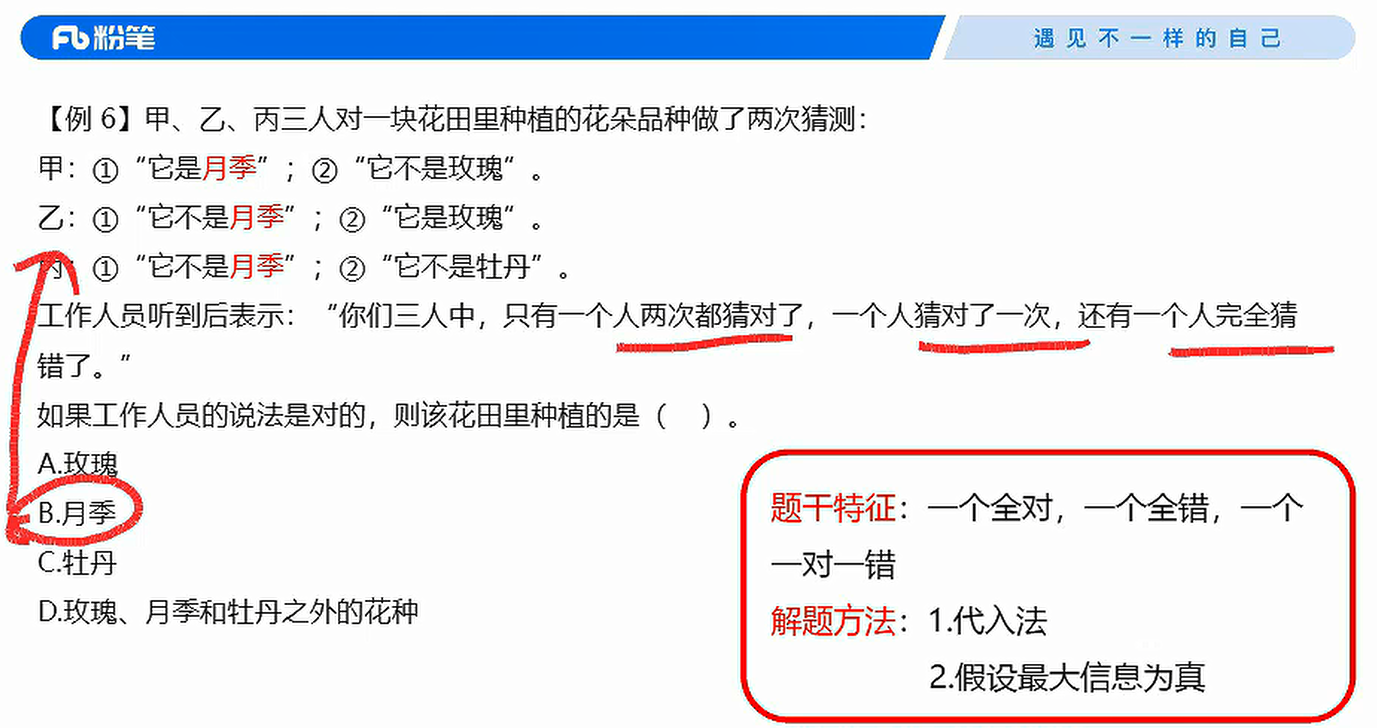 粉笔
遇见不一样的自己
【例 6】甲、乙、丙三人对一块花田里种植的花朵品种做了两次猜测：
甲：①“它是月季”；②“它不是玫瑰”。
乙：①“它不是月季”；②“它是玫瑰”。
丙：①“它不是月季”；②“它不是牡丹”。
工作人员听到后表示：“你们三人中，只有一个人两次都猜对了，一个人猜对了一次，还有一个人完全猜
错了。”
如果工作人员的说法是对的，则该花田里种植的是（　）。
A.玫瑰
B.月季
C.牡丹
D.玫瑰、月季和牡丹之外的花种
题干特征：一个全对，一个全错，一个
一对一错
解题方法：1.代入法
2.假设最大信息为真